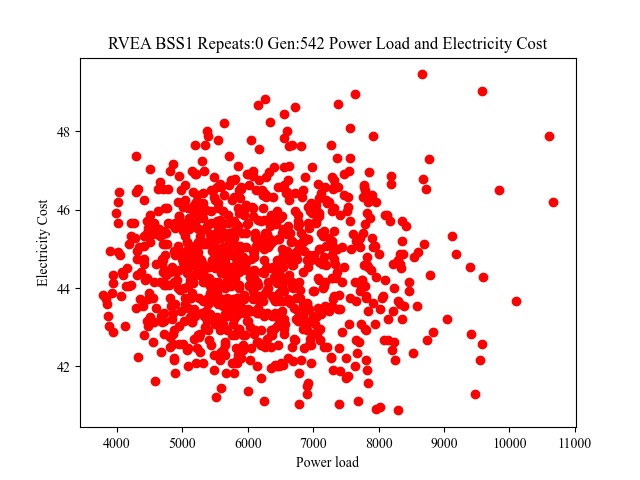 RVEA BSS1 Repeats:0 Gen:542 Power Load and Electricity Cost
Electricity Cost
48
46
44
42
4000 5000 6000 7000 8000 9000 10000 11000
Power load